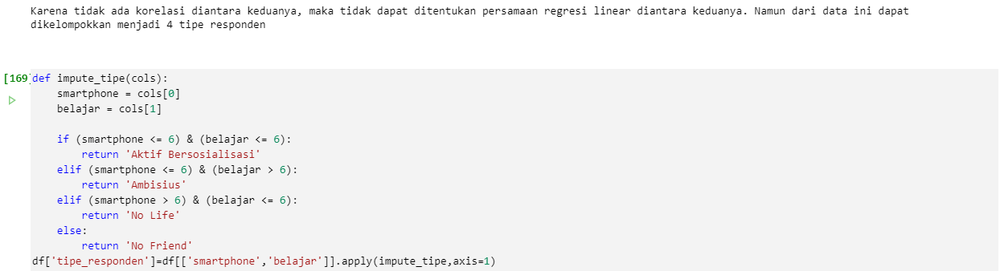 Karena tidak ada korelasi diantara keduanya, maka tidak dapat ditentukan persamaan regresi linear diantara keduanya. Namun dari data ini dapat
dikelompokkan menjadi 4 tipe responden
[169] def impute_tipe(cols):
    smartphone = cols[0]
    belajar = cols[1]

    if (smartphone <= 6) & (belajar <= 6):
        return 'Aktif Bersosialisasi'
    elif (smartphone <= 6) & (belajar > 6):
        return 'Ambisius'
    elif (smartphone > 6) & (belajar <= 6):
        return 'No Life'
    else:
        return 'No Friend'
df['tipe_responden']=df[['smartphone','belajar']].apply(impute_tipe,axis=1)